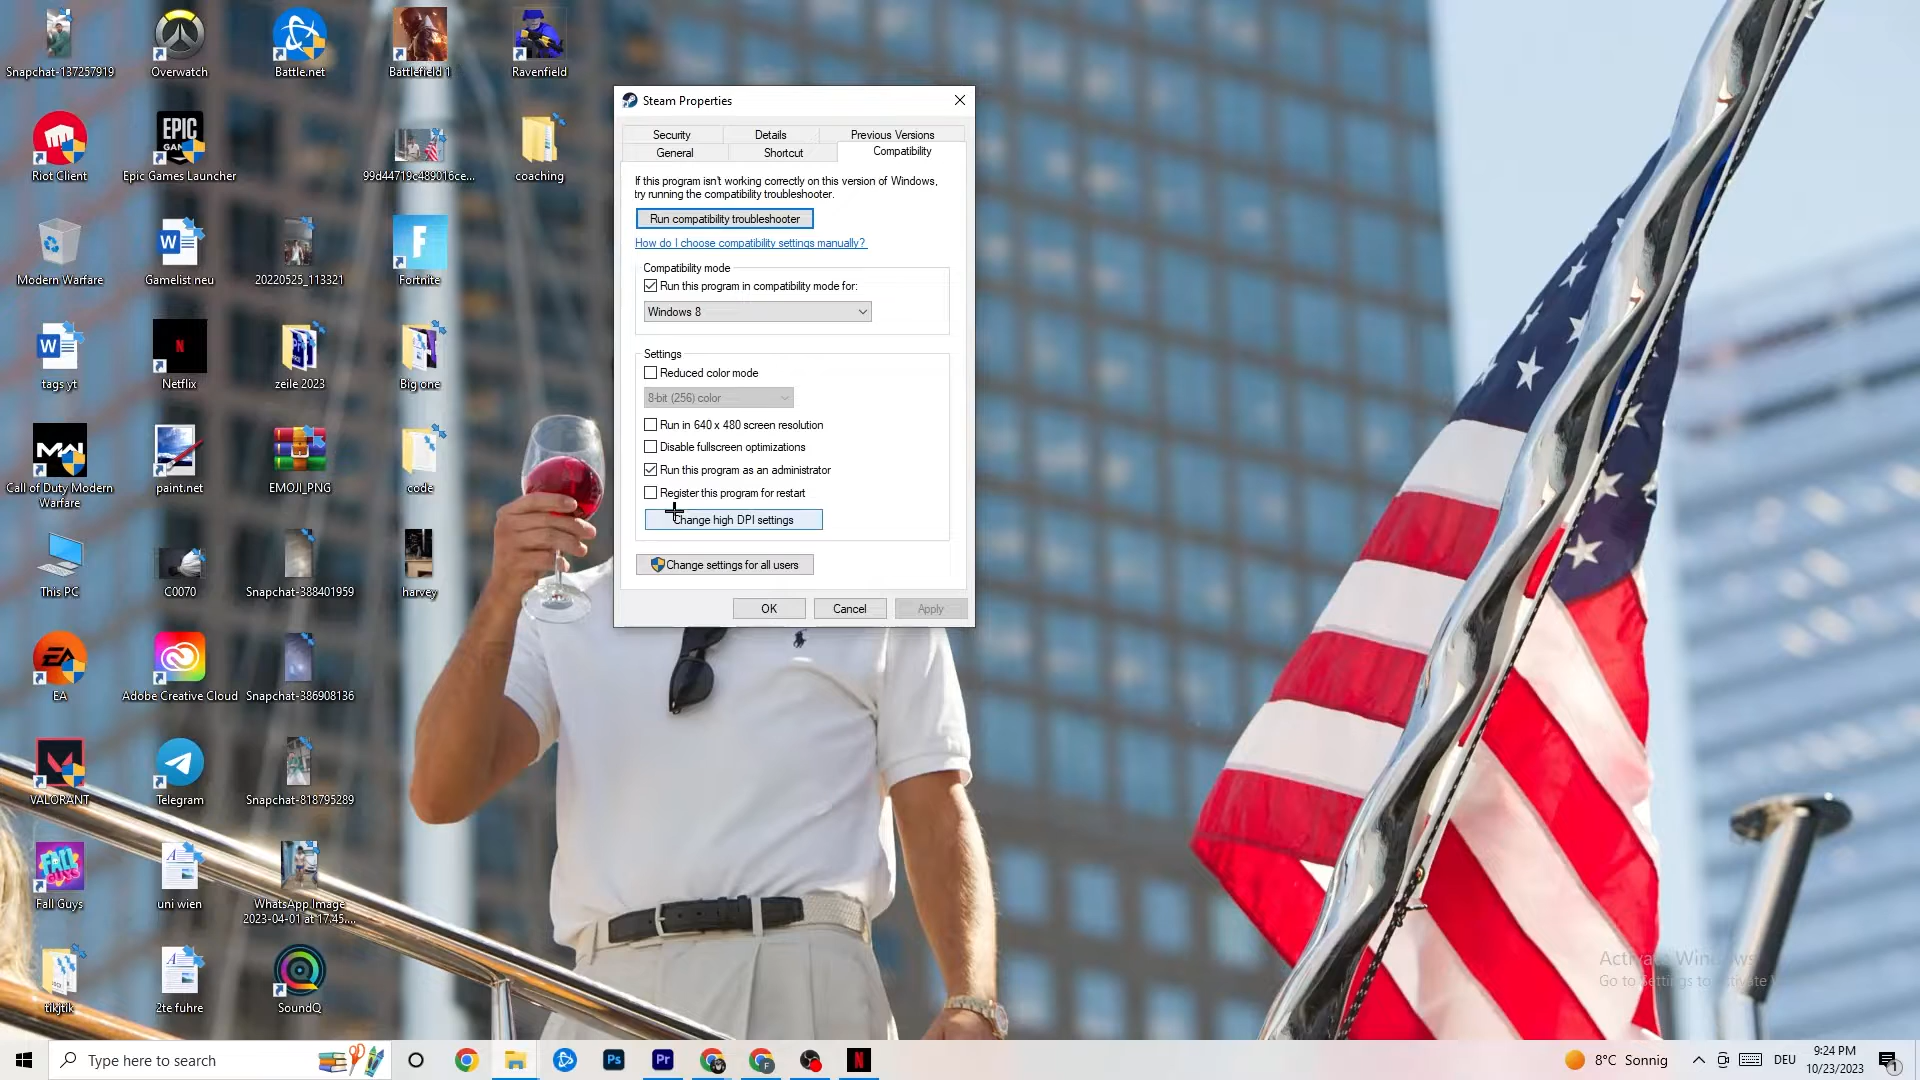 Snapchat-137257919
Overwatch
Battle.net
Battlefield 1
Ravenfield
Riot Client
EPIC
GAMES
Epic Games Launcher
99d44719c489016ce...
coaching
Modern Warfare
Gamelist neu
20220525_113321
Fortnite
tags yt
Netflix
zeile 2023
Big one
Call of Duty Modern
Warfare
paint.net
EMOJI_PNG
code
This PC
C0070
Snapchat-388401959
harvey
EA
Adobe Creative Cloud
Snapchat-386908136
VALORANT
Telegram
Snapchat-818795289
Fall Guys
uni wien
WhatsApp Image
2023-04-01 at 17.45....
tikjtik
2te fuhre
SoundQ
Steam Properties
Security
Details
Previous Versions
General
Shortcut
Compatibility
If this program isn't working correctly on this version of Windows,
try running the compatibility troubleshooter.
Run compatibility troubleshooter
How do I choose compatibility settings manually?
Compatibility mode
Run this program in compatibility mode for:
Windows 8
Settings
Reduced color mode
8-bit (256) color
Run in 640 x 480 screen resolution
Disable fullscreen optimizations
Run this program as an administrator
Register this program for restart
Change high DPI settings
Change settings for all users
OK
Cancel
Apply
Activate Windows
Go to Settings to activate
Type here to search
Ps
Pr
8°C Sonnig
DEU
9:24 PM
10/23/2023
1